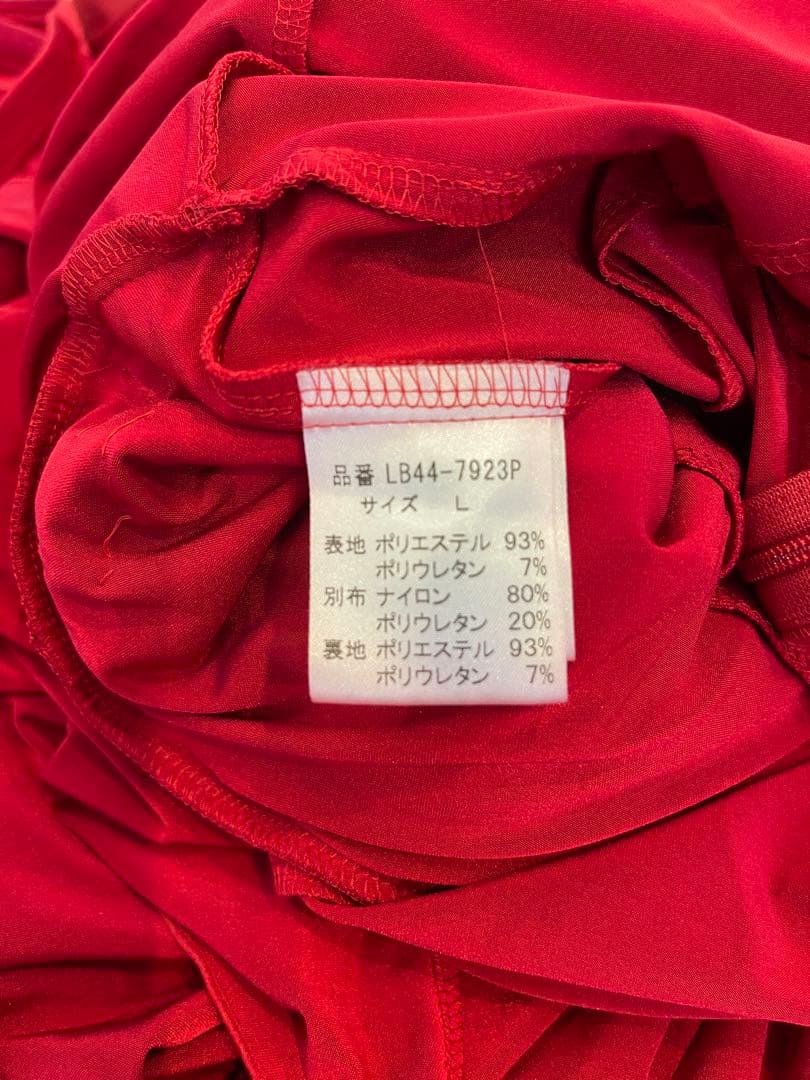 品番 LB44-7923P
サイズ L
表地 ポリエステル 93%
ポリウレタン 7%
別布 ナイロン 80%
ポリウレタン 20%
裏地 ポリエステル 93%
ポリウレタン 7%